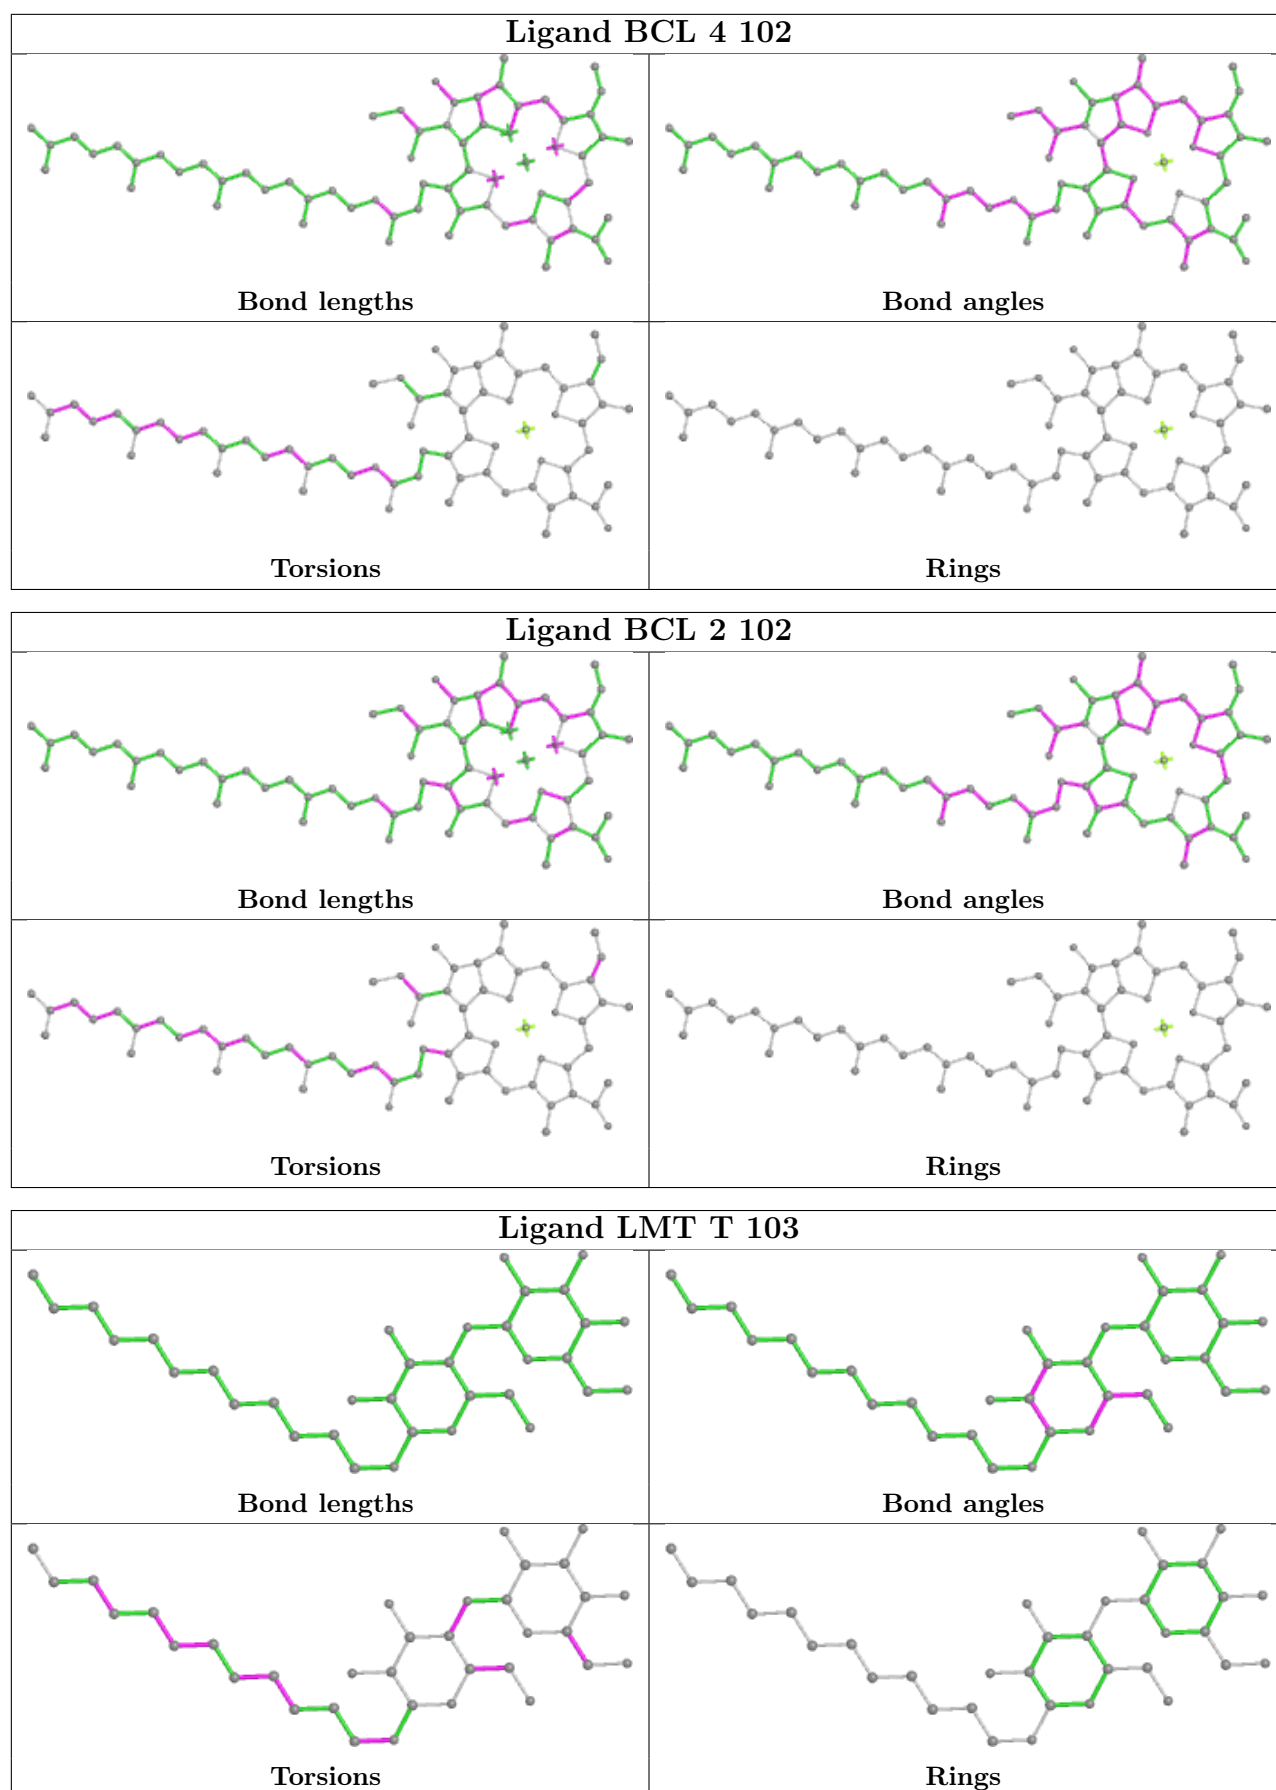 Ligand BCL 4 102
Bond lengths
Bond angles
Torsions
Rings
Ligand BCL 2 102
Bond lengths
Bond angles
Torsions
Rings
Ligand LMT T 103
Bond lengths
Bond angles
Torsions
Rings